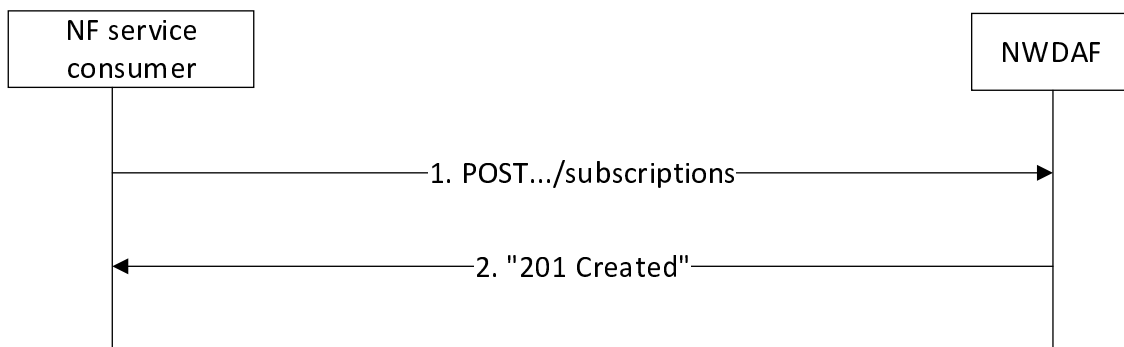 NF service
consumer
NWDAF
1. POST.../subscriptions
2. "201 Created"